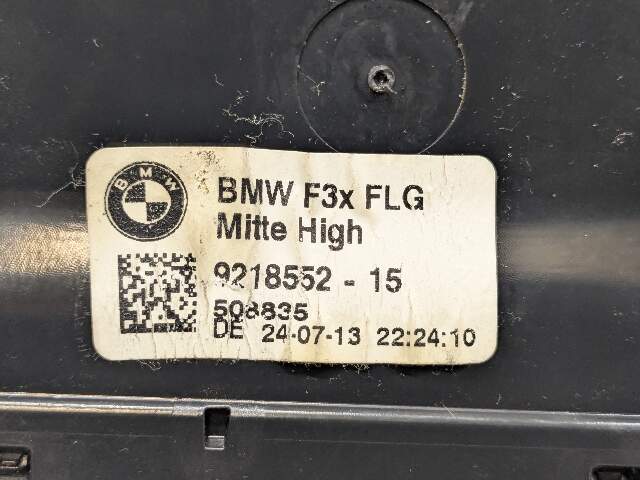 BMW
BMW F3x FLG
Mitte High
9218552 - 15
508835
DE 24-07-13 22:24:10